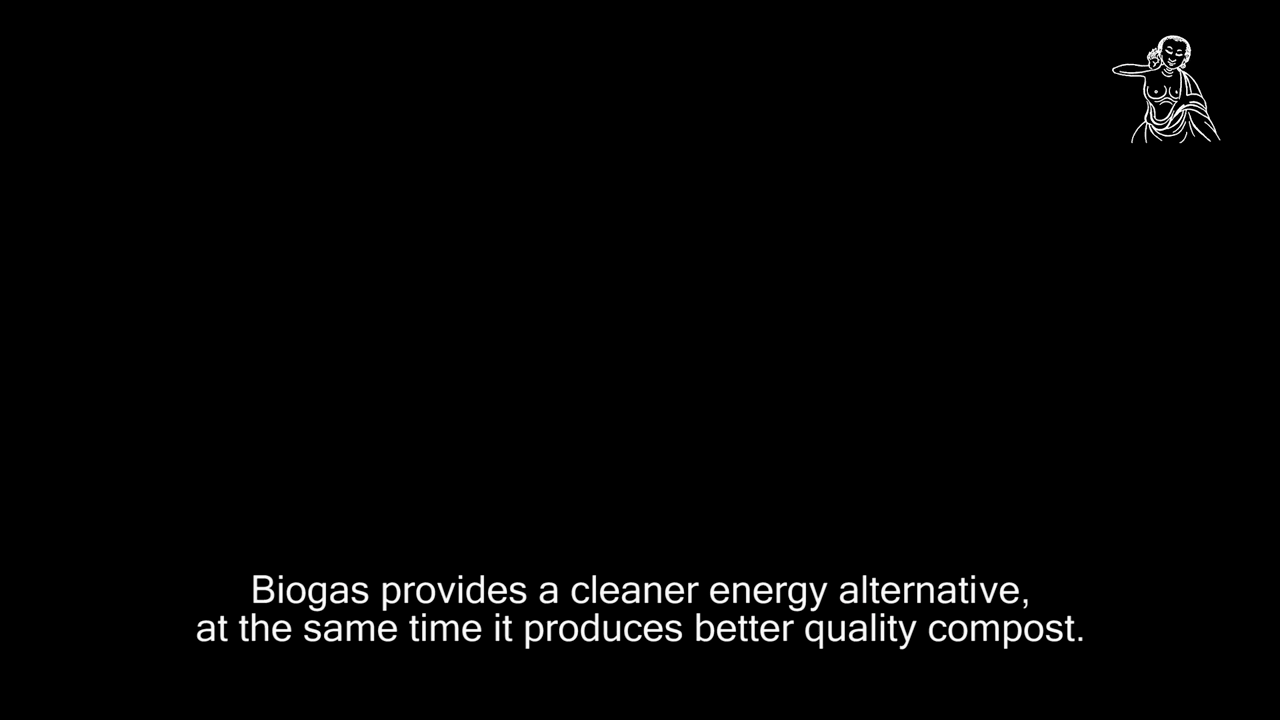 Biogas provides a cleaner energy alternative,
at the same time it produces better quality compost.